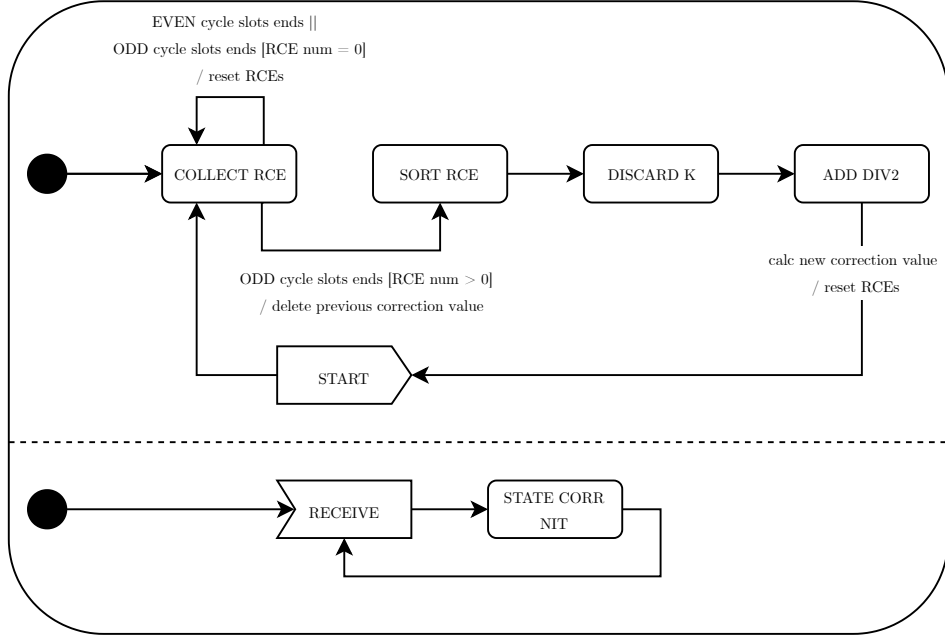 EVEN cycle slots ends ||
ODD cycle slots ends [RCE num = 0]
/ reset RCEs
COLLECT RCE
SORT RCE
DISCARD K
ADD DIV2
ODD cycle slots ends [RCE num > 0]
/ delete previous correction value
calc new correction value
/ reset RCEs
START
RECEIVE
STATE CORR
NIT